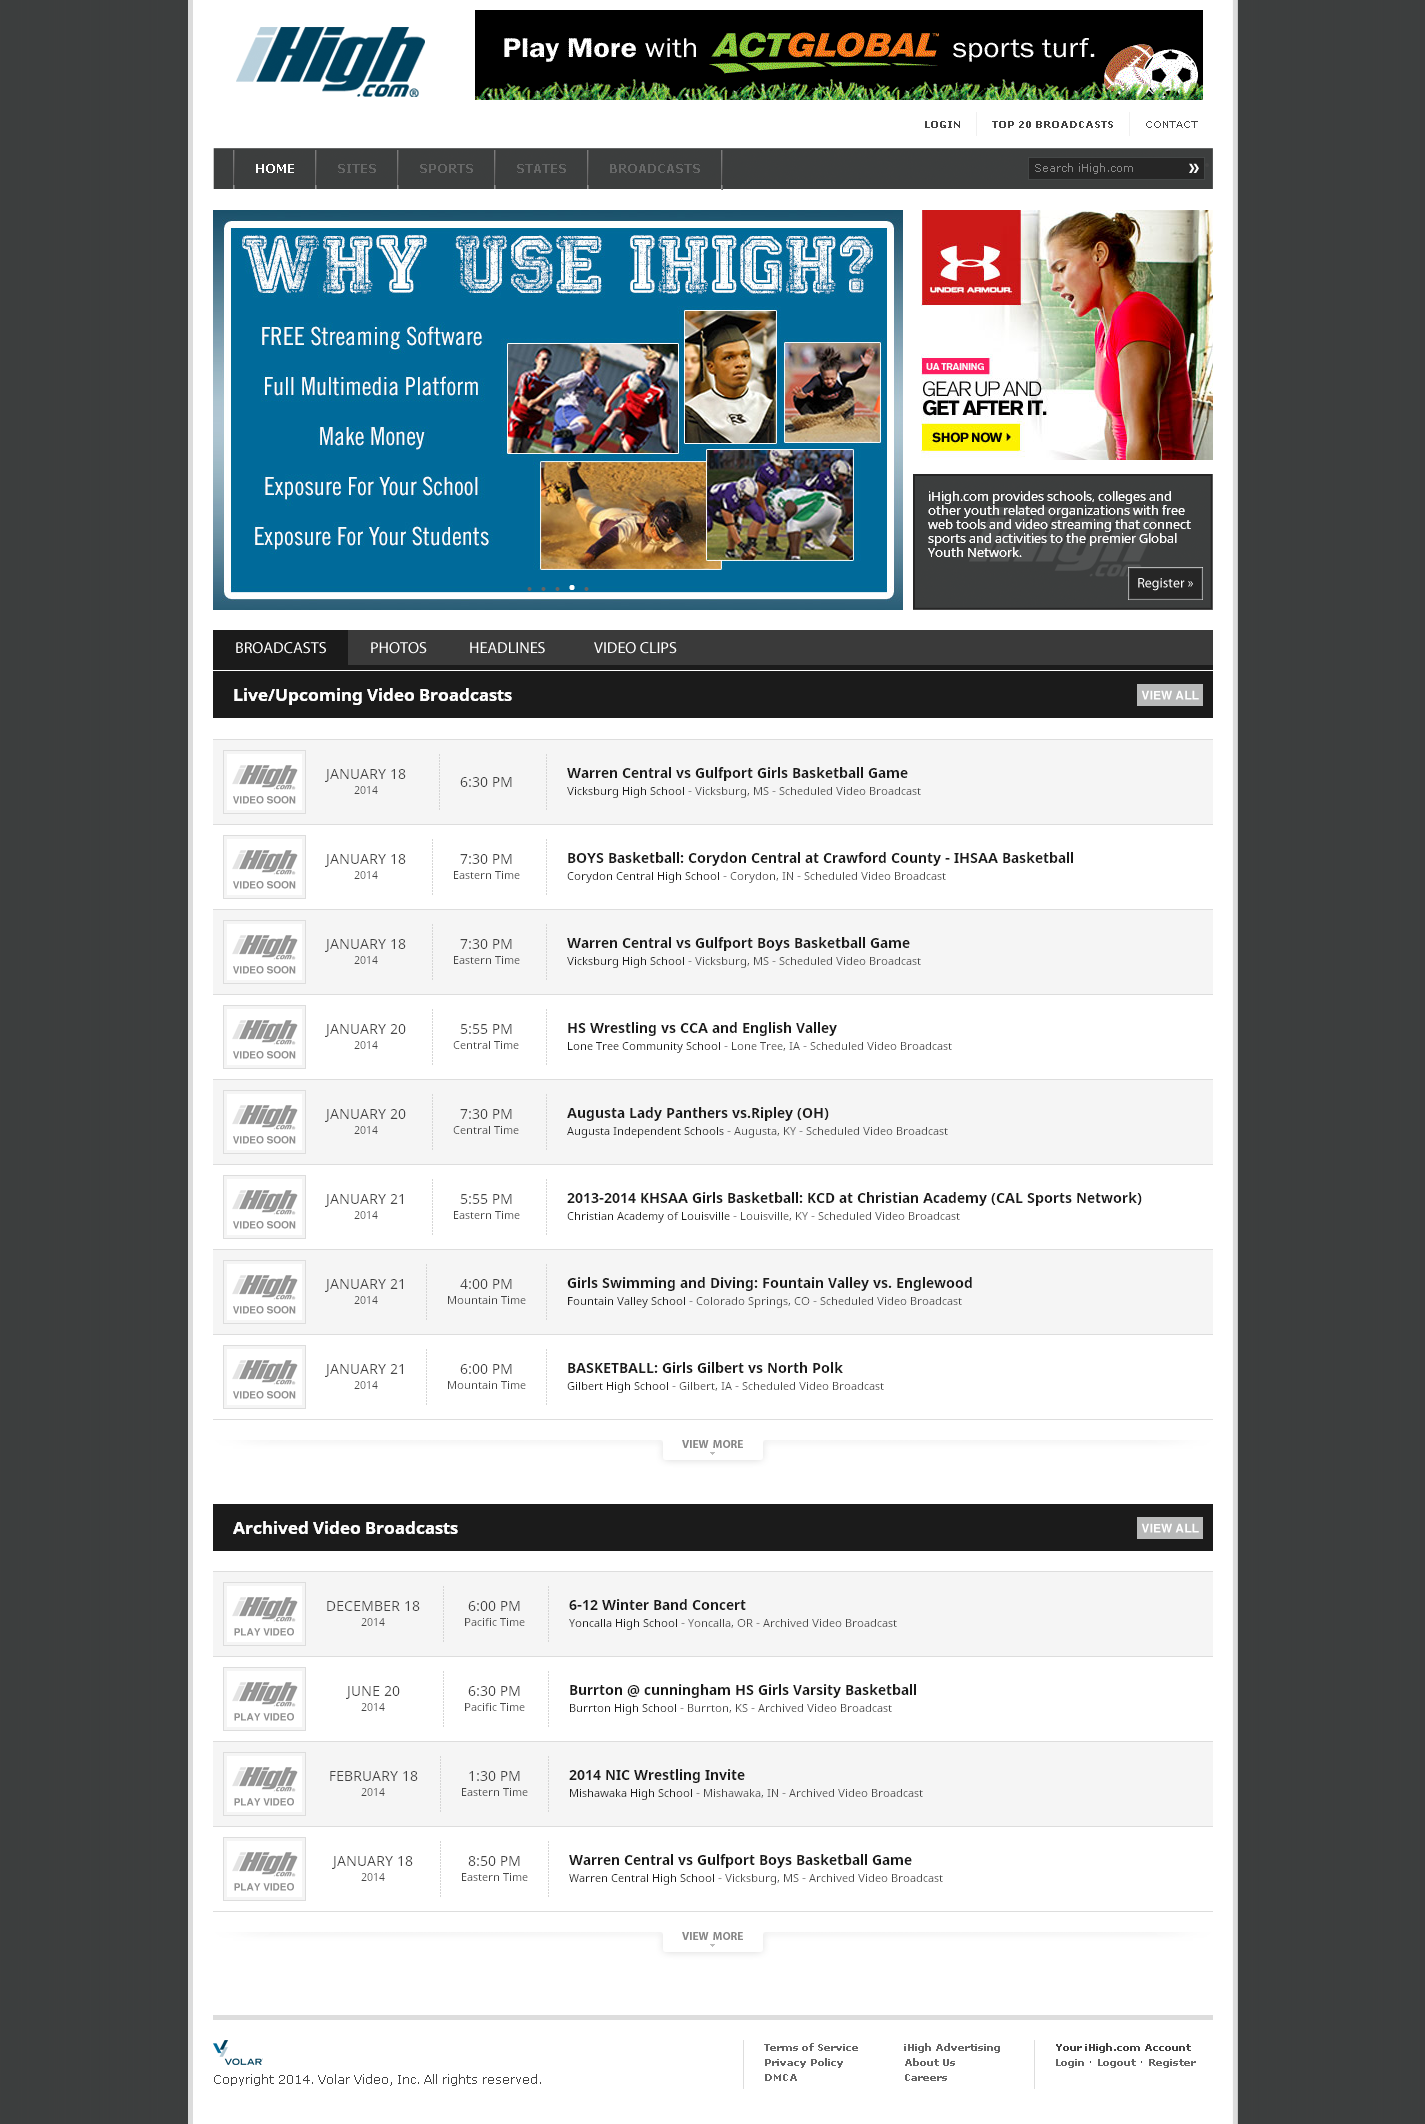 iHigh
.com®
Play More with ACTGLOBAL™ sports turf.
LOGIN
TOP 20 BROADCASTS
CONTACT
HOME
SITES
SPORTS
STATES
BROADCASTS
Search iHigh.com
WHY USE IHIGH?
FREE Streaming Software
Full Multimedia Platform
Make Money
Exposure For Your School
Exposure For Your Students
UNDER ARMOUR.
UA TRAINING
GEAR UP AND
GET AFTER IT.
SHOP NOW
iHigh.com provides schools, colleges and
other youth related organizations with free
web tools and video streaming that connect
sports and activities to the premier Global
Youth Network.
Register »
BROADCASTS
PHOTOS
HEADLINES
VIDEO CLIPS
Live/Upcoming Video Broadcasts
VIEW ALL
iHigh
.com
VIDEO SOON
JANUARY 18
2014
6:30 PM
Warren Central vs Gulfport Girls Basketball Game
Vicksburg High School - Vicksburg, MS - Scheduled Video Broadcast
iHigh
.com
VIDEO SOON
JANUARY 18
2014
7:30 PM
Eastern Time
BOYS Basketball: Corydon Central at Crawford County - IHSAA Basketball
Corydon Central High School - Corydon, IN - Scheduled Video Broadcast
iHigh
.com
VIDEO SOON
JANUARY 18
2014
7:30 PM
Eastern Time
Warren Central vs Gulfport Boys Basketball Game
Vicksburg High School - Vicksburg, MS - Scheduled Video Broadcast
iHigh
.com
VIDEO SOON
JANUARY 20
2014
5:55 PM
Central Time
HS Wrestling vs CCA and English Valley
Lone Tree Community School - Lone Tree, IA - Scheduled Video Broadcast
iHigh
.com
VIDEO SOON
JANUARY 20
2014
7:30 PM
Central Time
Augusta Lady Panthers vs.Ripley (OH)
Augusta Independent Schools - Augusta, KY - Scheduled Video Broadcast
iHigh
.com
VIDEO SOON
JANUARY 21
2014
5:55 PM
Eastern Time
2013-2014 KHSAA Girls Basketball: KCD at Christian Academy (CAL Sports Network)
Christian Academy of Louisville - Louisville, KY - Scheduled Video Broadcast
iHigh
.com
VIDEO SOON
JANUARY 21
2014
4:00 PM
Mountain Time
Girls Swimming and Diving: Fountain Valley vs. Englewood
Fountain Valley School - Colorado Springs, CO - Scheduled Video Broadcast
iHigh
.com
VIDEO SOON
JANUARY 21
2014
6:00 PM
Mountain Time
BASKETBALL: Girls Gilbert vs North Polk
Gilbert High School - Gilbert, IA - Scheduled Video Broadcast
VIEW MORE
Archived Video Broadcasts
VIEW ALL
iHigh
.com
PLAY VIDEO
DECEMBER 18
2014
6:00 PM
Pacific Time
6-12 Winter Band Concert
Yoncalla High School - Yoncalla, OR - Archived Video Broadcast
iHigh
.com
PLAY VIDEO
JUNE 20
2014
6:30 PM
Pacific Time
Burrton @ cunningham HS Girls Varsity Basketball
Burrton High School - Burrton, KS - Archived Video Broadcast
iHigh
.com
PLAY VIDEO
FEBRUARY 18
2014
1:30 PM
Eastern Time
2014 NIC Wrestling Invite
Mishawaka High School - Mishawaka, IN - Archived Video Broadcast
iHigh
.com
PLAY VIDEO
JANUARY 18
2014
8:50 PM
Eastern Time
Warren Central vs Gulfport Boys Basketball Game
Warren Central High School - Vicksburg, MS - Archived Video Broadcast
VIEW MORE
VOLAR
Copyright 2014. Volar Video, Inc. All rights reserved.
Terms of Service
Privacy Policy
DMCA
iHigh Advertising
About Us
Careers
Your iHigh.com Account
Login · Logout · Register